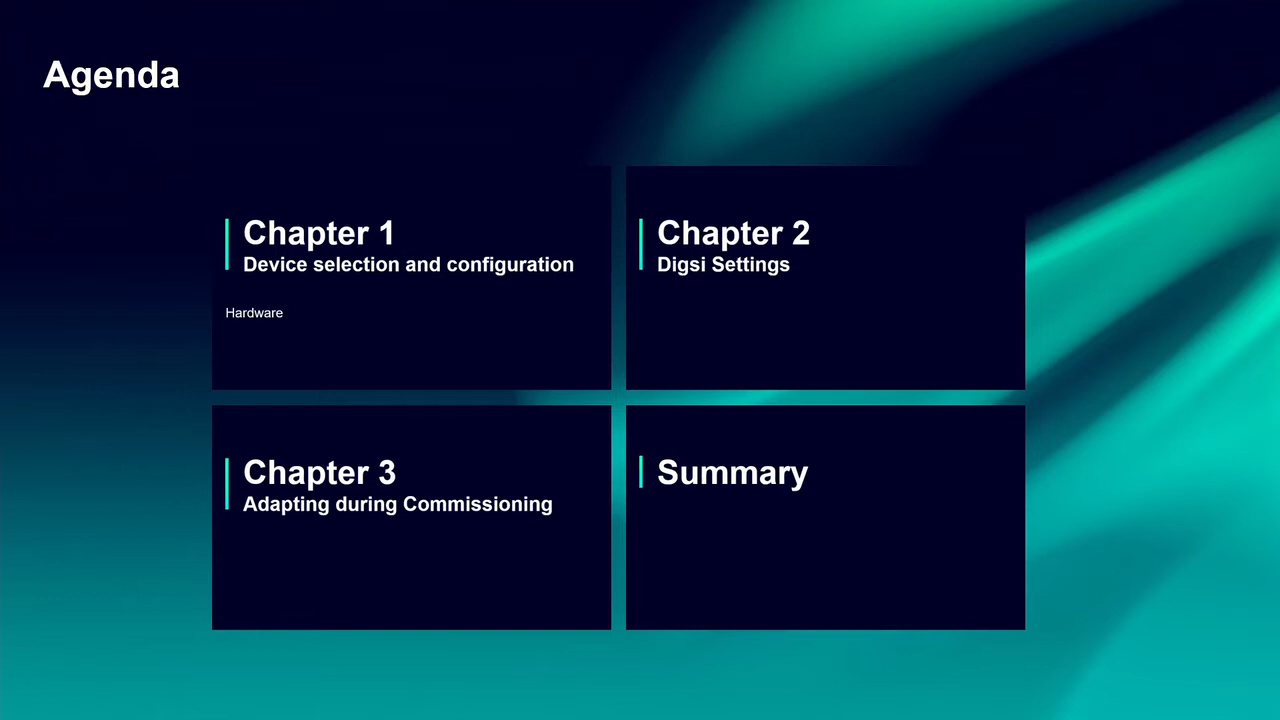 Agenda
Chapter 1
Device selection and configuration
Hardware
Chapter 2
Digsi Settings
Chapter 3
Adapting during Commissioning
Summary